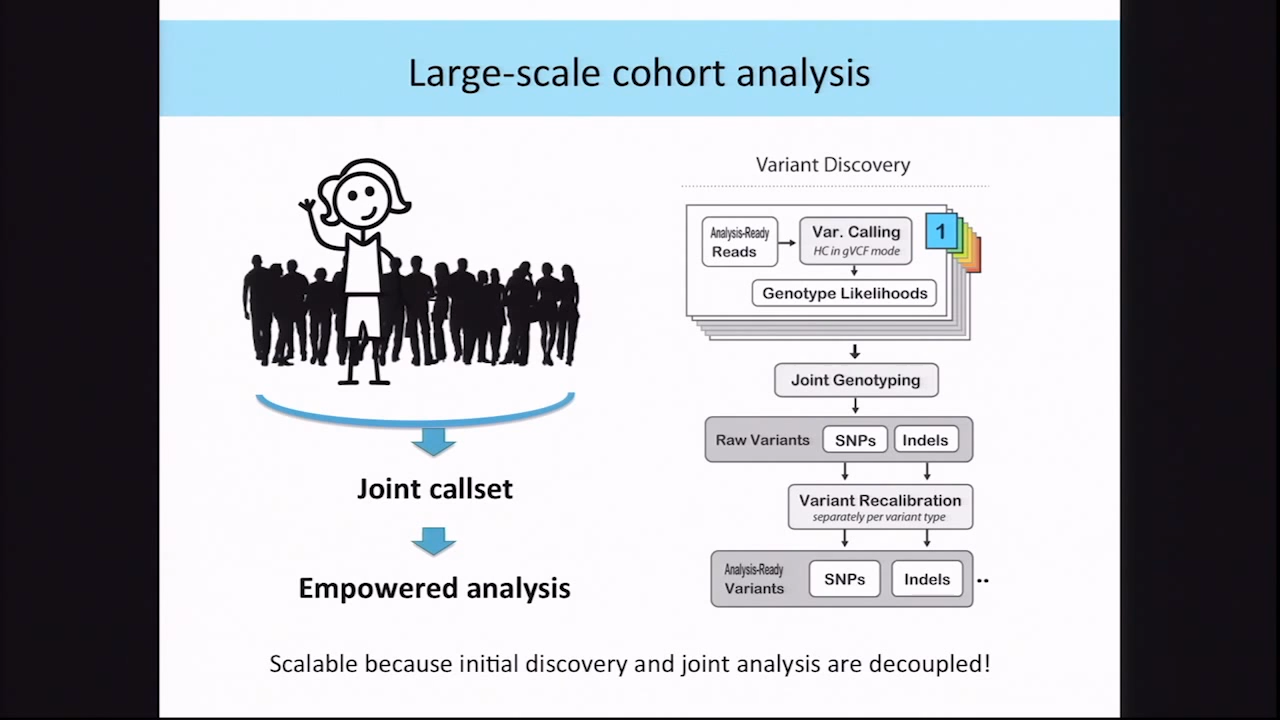 Large-scale cohort analysis
Variant Discovery
Analysis-Ready
Reads
Var. Calling
HC in gVCF mode
1
Genotype Likelihoods
Joint Genotyping
Raw Variants
SNPs
Indels
Variant Recalibration
separately per variant type
Analysis-Ready
Variants
SNPs
Indels
..
Joint callset
Empowered analysis
Scalable because initial discovery and joint analysis are decoupled!